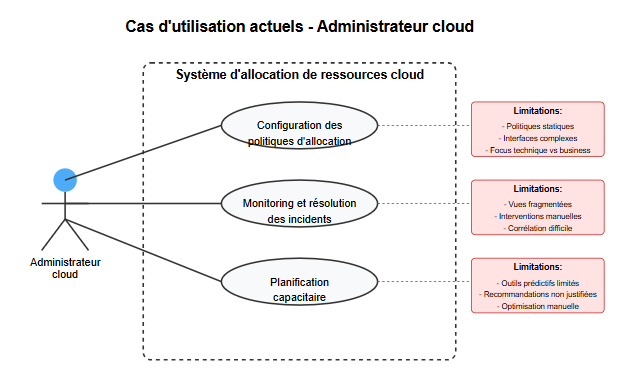 Cas d'utilisation actuels - Administrateur cloud
Système d'allocation de ressources cloud
Configuration des
politiques d'allocation
Limitations:
- Politiques statiques
- Interfaces complexes
- Focus technique vs business
Monitoring et résolution
des incidents
Limitations:
- Vues fragmentées
- Interventions manuelles
- Corrélation difficile
Administrateur
cloud
Planification
capacitaire
Limitations:
- Outils prédictifs limités
- Recommandations non justifiées
- Optimisation manuelle